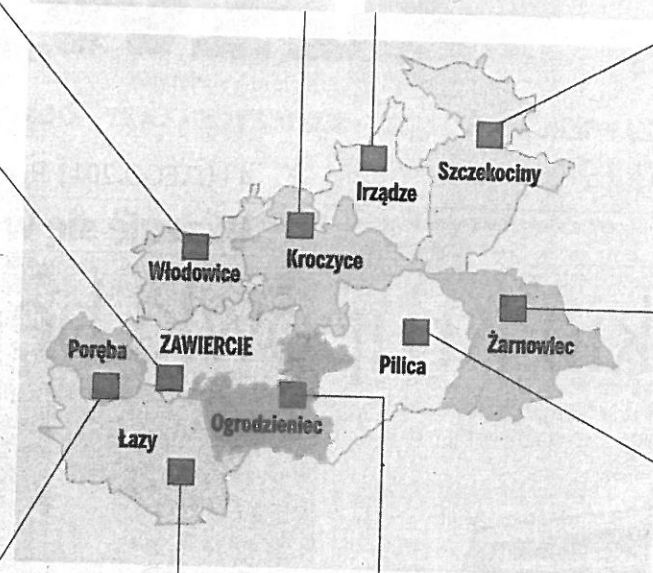 Szczekociny
Irządze
Kroczyce
Włodowice
Żarnowiec
ZAWIERCIE
Poręba
Pilica
Ogrodzieniec
Łazy